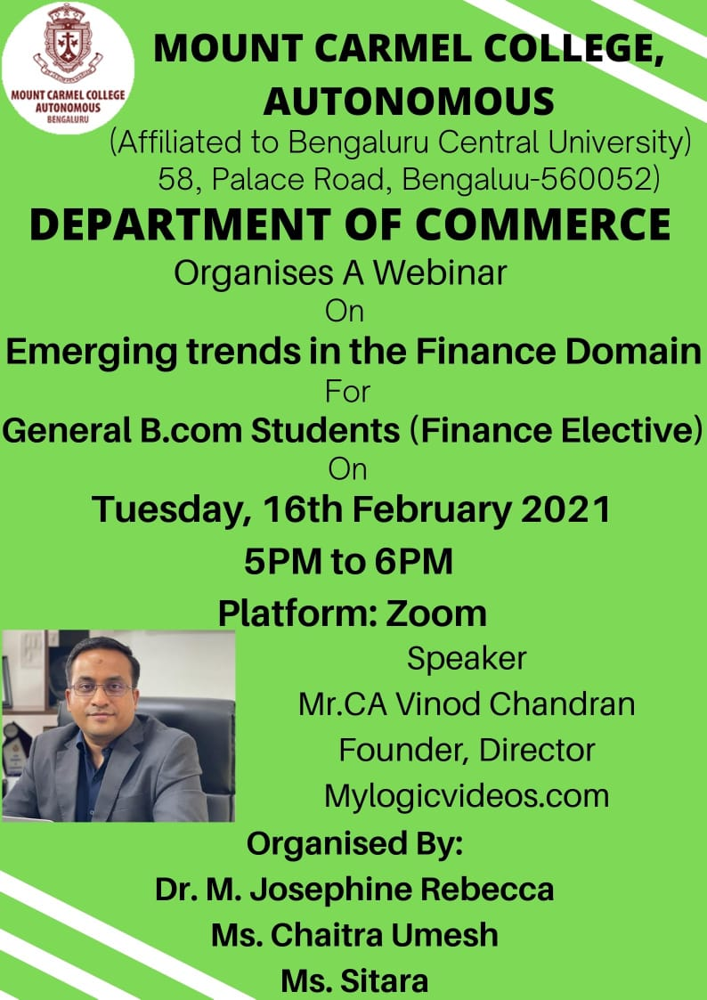 MOUNT CARMEL COLLEGE
AUTONOMOUS
BENGALURU
MOUNT CARMEL COLLEGE,
AUTONOMOUS
(Affiliated to Bengaluru Central University)
58, Palace Road, Bengaluu-560052)
DEPARTMENT OF COMMERCE
Organises A Webinar
On
Emerging trends in the Finance Domain
For
General B.com Students (Finance Elective)
On
Tuesday, 16th February 2021
5PM to 6PM
Platform: Zoom
Speaker
Mr.CA Vinod Chandran
Founder, Director
Mylogicvideos.com
Organised By:
Dr. M. Josephine Rebecca
Ms. Chaitra Umesh
Ms. Sitara